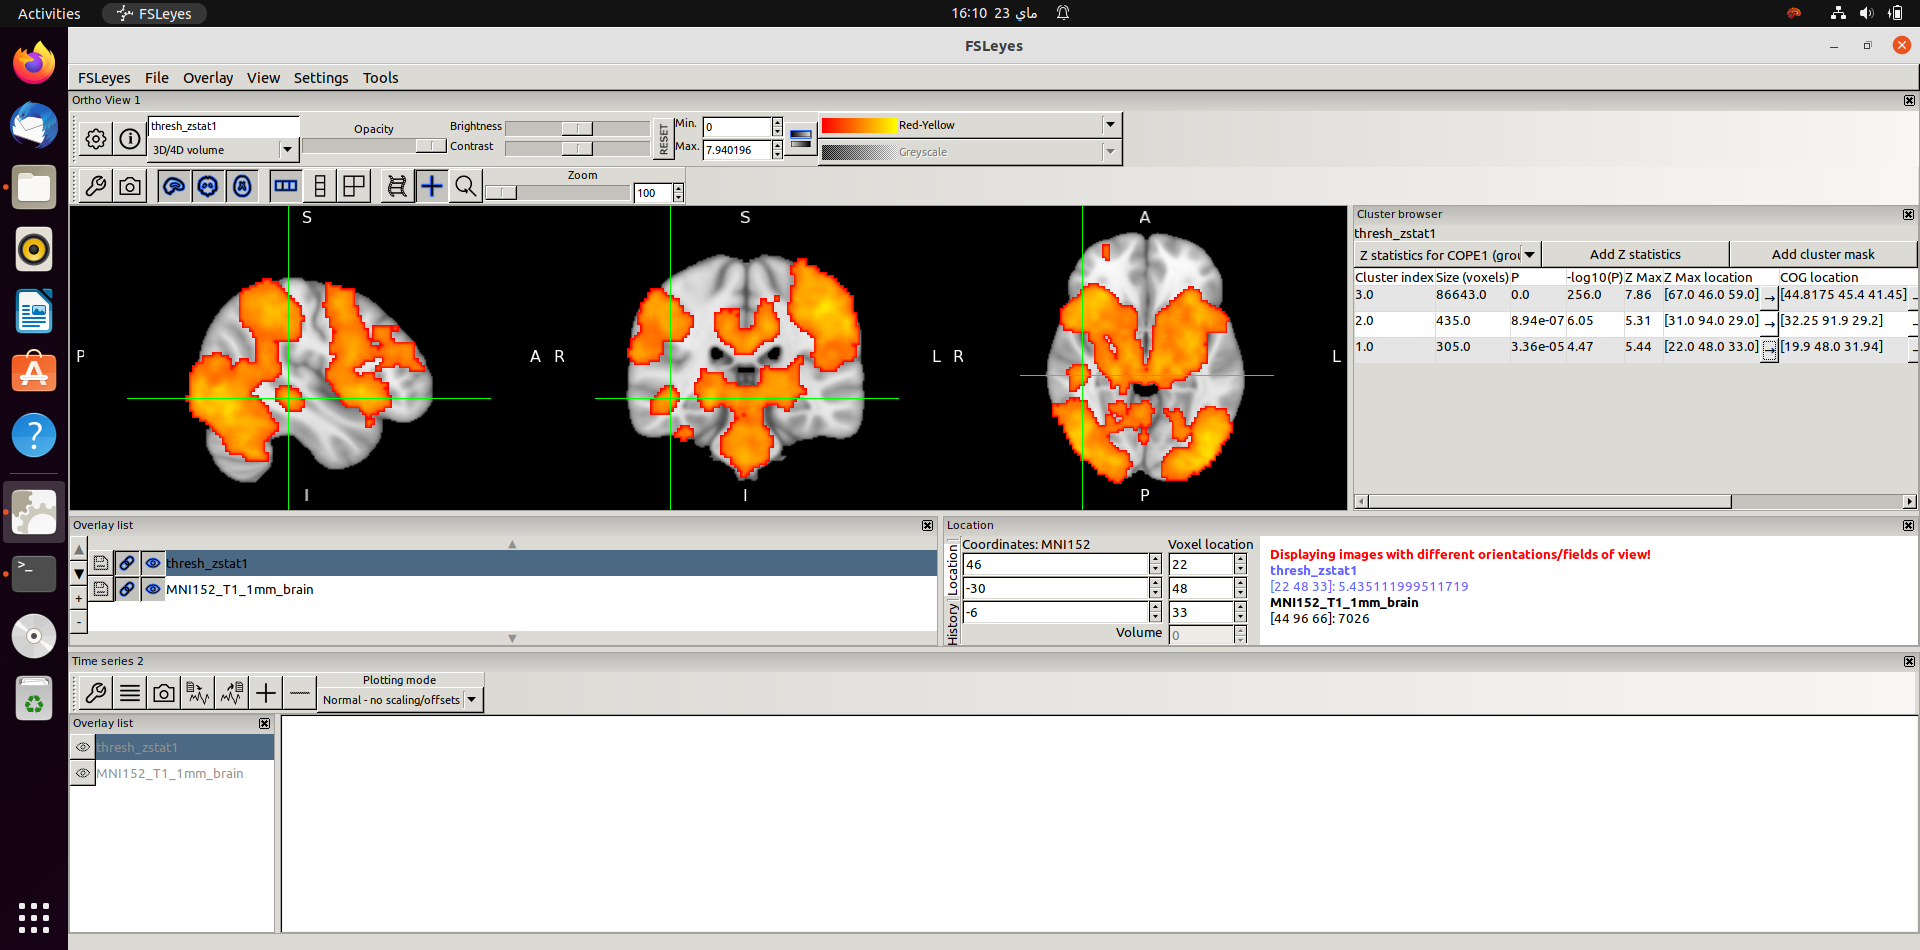 Activities
FSLeyes
16:10 23 ماي
FSLeyes
FSLeyes File Overlay View Settings Tools
Ortho View 1
thresh_zstat1
3D/4D volume
Opacity
Brightness
Contrast
RESET
Min. 0
Max. 7.940196
Red-Yellow
Greyscale
Zoom
100
S
P
A
I
S
R
L
I
A
R
L
P
Cluster browser
thresh_zstat1
Z statistics for COPE1 (grou Add Z statistics Add cluster mask
Cluster index Size (voxels) P -log10(P) Z Max Z Max location COG location
3.0 86643.0 0.0 256.0 7.86 [67.0 46.0 59.0] → [44.8175 45.4 41.45]
2.0 435.0 8.94e-07 6.05 5.31 [31.0 94.0 29.0] → [32.25 91.9 29.2]
1.0 305.0 3.36e-05 4.47 5.44 [22.0 48.0 33.0] → [19.9 48.0 31.94]
Overlay list
thresh_zstat1
MNI152_T1_1mm_brain
+
-
Location
Location
History
Coordinates: MNI152 Voxel location
46 22
-30 48
-6 33
Volume 0
Displaying images with different orientations/fields of view!
thresh_zstat1
[22 48 33]: 5.435111999511719
MNI152_T1_1mm_brain
[44 96 66]: 7026
Time series 2
Plotting mode
Normal - no scaling/offsets
Overlay list
thresh_zstat1
MNI152_T1_1mm_brain